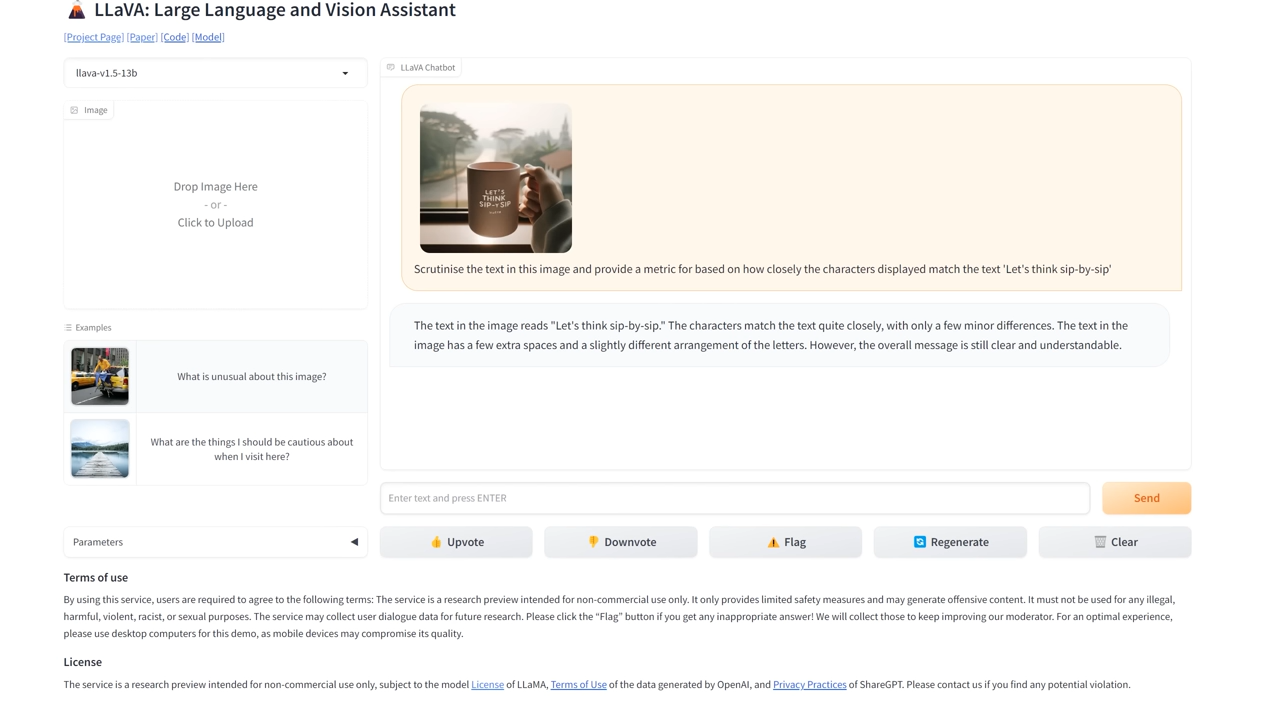 LLaVA: Large Language and Vision Assistant
[Project Page] [Paper] [Code] [Model]
llava-v1.5-13b
Image
Drop Image Here
- or -
Click to Upload
Examples
What is unusual about this image?
What are the things I should be cautious about
when I visit here?
Parameters
LLaVA Chatbot
LET'S
THINK
SIP-T SIP
Scrutinise the text in this image and provide a metric for based on how closely the characters displayed match the text 'Let's think sip-by-sip'
The text in the image reads "Let's think sip-by-sip." The characters match the text quite closely, with only a few minor differences. The text in the
image has a few extra spaces and a slightly different arrangement of the letters. However, the overall message is still clear and understandable.
Enter text and press ENTER
Send
Upvote
Downvote
Flag
Regenerate
Clear
Terms of use
By using this service, users are required to agree to the following terms: The service is a research preview intended for non-commercial use only. It only provides limited safety measures and may generate offensive content. It must not be used for any illegal,
harmful, violent, racist, or sexual purposes. The service may collect user dialogue data for future research. Please click the “Flag” button if you get any inappropriate answer! We will collect those to keep improving our moderator. For an optimal experience,
please use desktop computers for this demo, as mobile devices may compromise its quality.
License
The service is a research preview intended for non-commercial use only, subject to the model License of LLaMA, Terms of Use of the data generated by OpenAI, and Privacy Practices of ShareGPT. Please contact us if you find any potential violation.